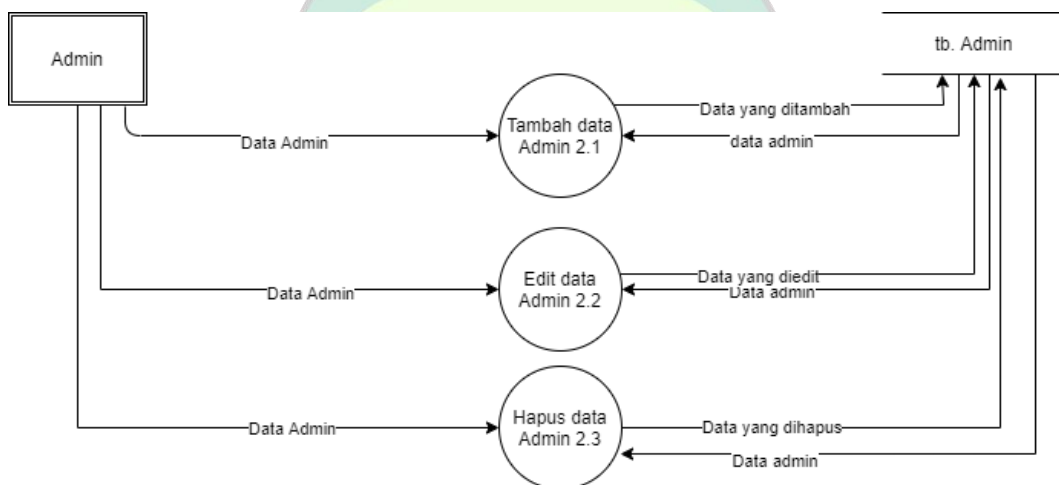 Admin
tb. Admin
Data yang ditambah
Tambah data
Admin 2.1
Data Admin
data admin
Edit data
Admin 2.2
Data yang diedit
Data Admin
Data admin
Hapus data
Admin 2.3
Data Admin
Data yang dihapus
Data admin